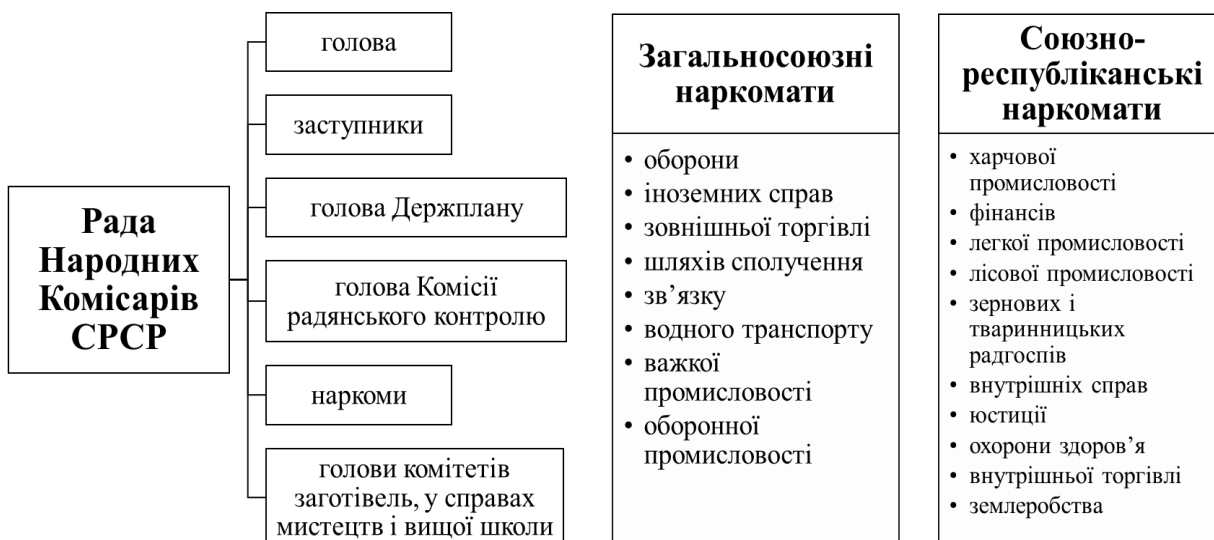 Рада
Народних
Комісарів
СРСР
голова
заступники
голова Держплану
голова Комісії
радянського контролю
наркоми
голови комітетів
заготівель, у справах
мистецтв і вищої школи
Загальносоюзні
наркомати
• оборони
• іноземних справ
• зовнішньої торгівлі
• шляхів сполучення
• зв’язку
• водного транспорту
• важкої
промисловості
• оборонної
промисловості
Союзно-
республіканські
наркомати
• харчової
промисловості
• фінансів
• легкої промисловості
• лісової промисловості
• зернових і
тваринницьких
радгоспів
• внутрішніх справ
• юстиції
• охорони здоров’я
• внутрішньої торгівлі
• землеробства